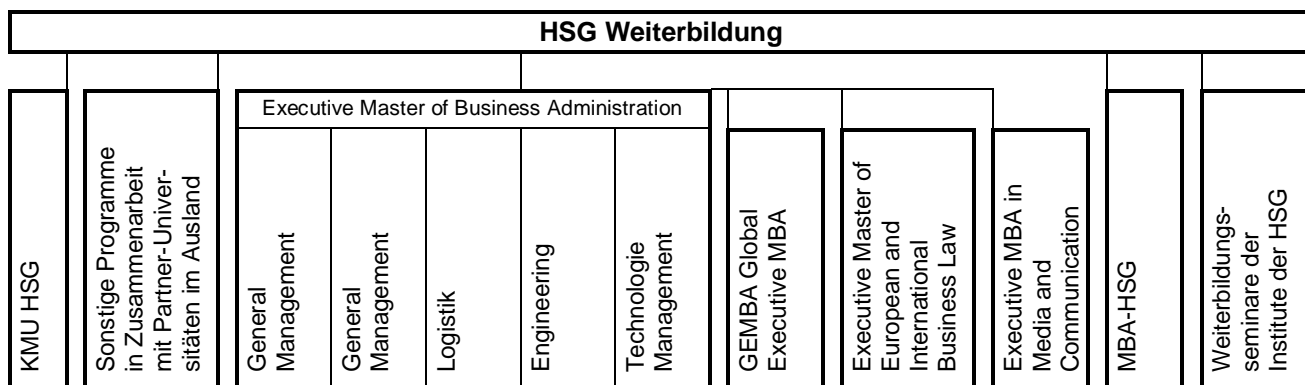 HSG Weiterbildung
KMU HSG
Sonstige Programme
in Zusammenarbeit
mit Partner-Univer-
sitäten im Ausland
Executive Master of Business Administration
General
Management
General
Management
Logistik
Engineering
Technologie
Management
GEMBA Global
Executive MBA
Executive Master of
European and
International
Business Law
Executive MBA in
Media and
Communication
MBA-HSG
Weiterbildungs-
seminare der
Institute der HSG